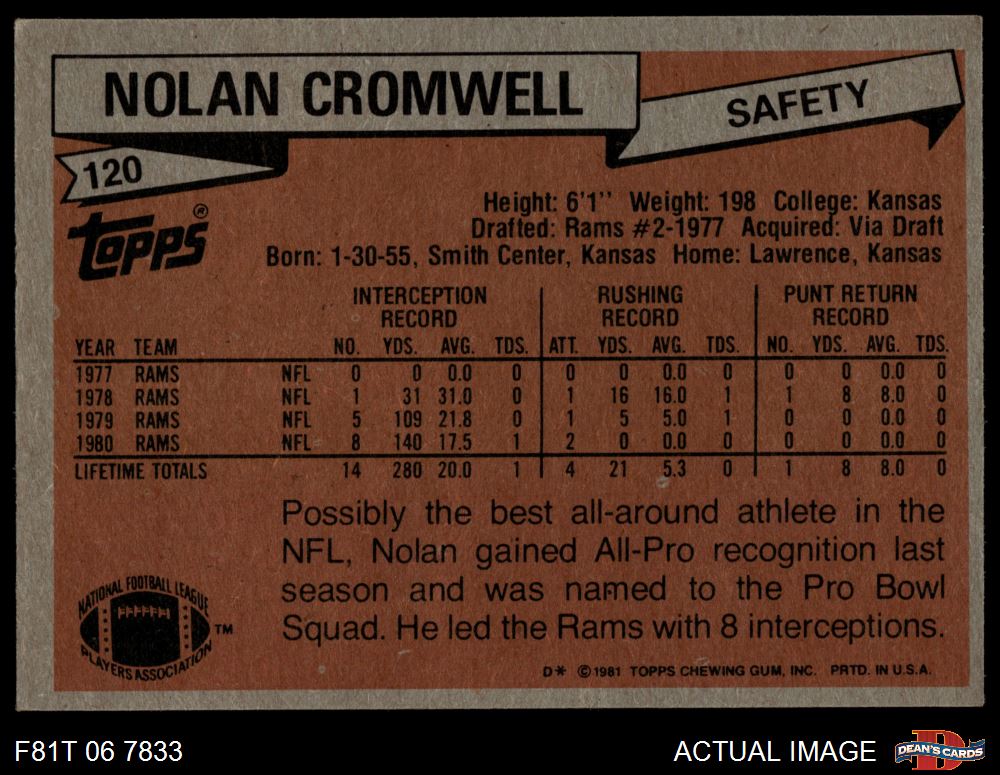 NOLAN CROMWELL
SAFETY
120
Topps®
Height: 6'1'' Weight: 198 College: Kansas
Drafted: Rams #2-1977 Acquired: Via Draft
Born: 1-30-55, Smith Center, Kansas Home: Lawrence, Kansas
INTERCEPTION RECORD RUSHING RECORD PUNT RETURN RECORD
YEAR TEAM NO. YDS. AVG. TDS. ATT. YDS. AVG. TDS. NO. YDS. AVG. TDS.
1977 RAMS NFL 0 0 0.0 0 0 0 0.0 0 0 0 0.0 0
1978 RAMS NFL 1 31 31.0 0 1 16 16.0 1 1 8 8.0 0
1979 RAMS NFL 5 109 21.8 0 1 5 5.0 1 0 0 0.0 0
1980 RAMS NFL 8 140 17.5 1 2 0 0.0 0 0 0 0.0 0
LIFETIME TOTALS 14 280 20.0 1 4 21 5.3 0 1 8 8.0 0
Possibly the best all-around athlete in the
NFL, Nolan gained All-Pro recognition last
season and was named to the Pro Bowl
Squad. He led the Rams with 8 interceptions.
NATIONAL FOOTBALL LEAGUE
PLAYERS ASSOCIATION
TM
D* ©1981 TOPPS CHEWING GUM, INC. PRTD. IN U.S.A.
F81T 06 7833
ACTUAL IMAGE
D
DEAN'S CARDS